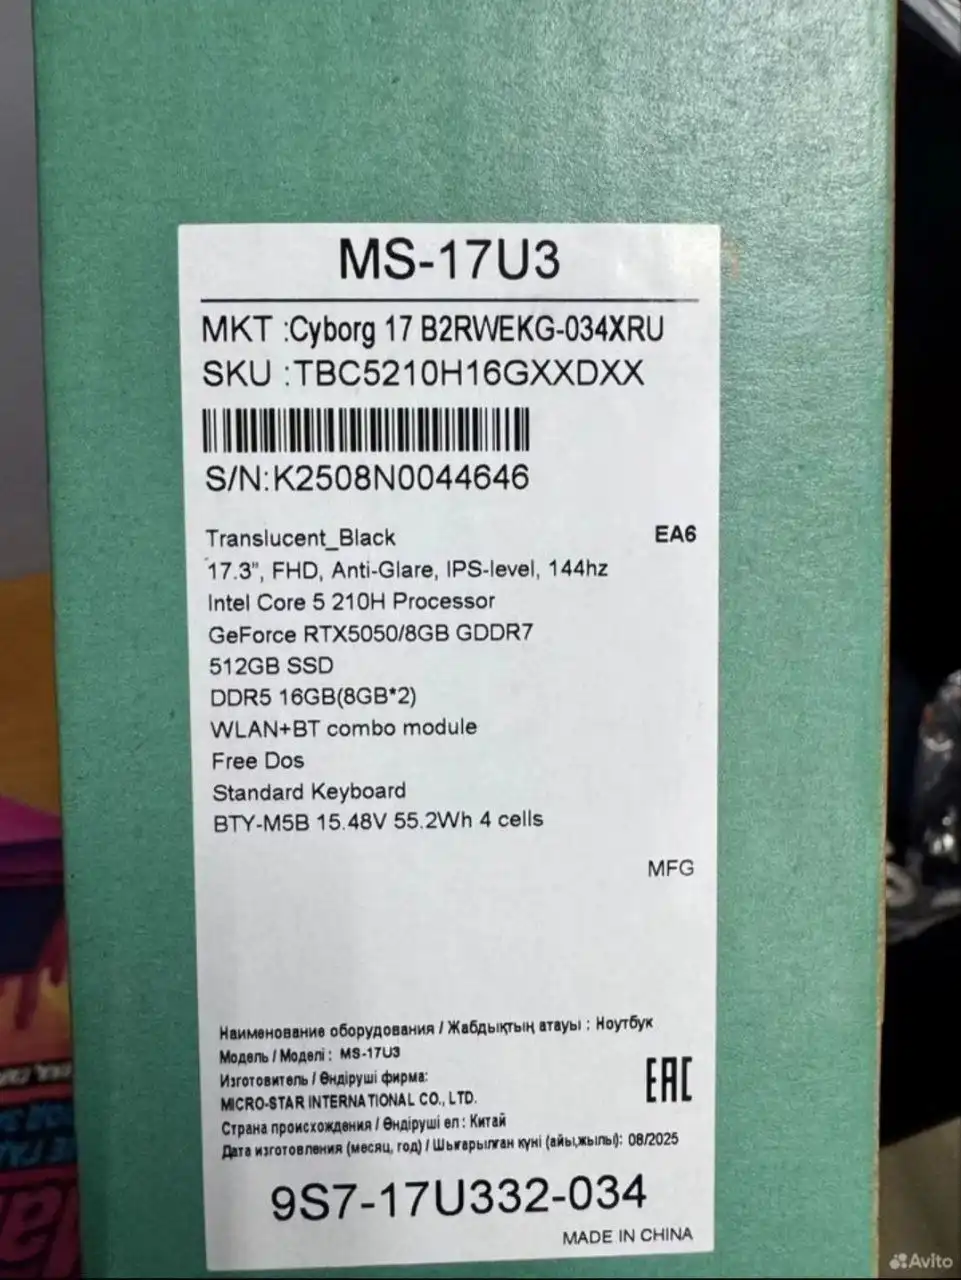 MS-17U3
MKT :Cyborg 17 B2RWEKG-034XRU
SKU :TBC5210H16GXXDXX
S/N:K2508N0044646
Translucent_Black EA6
17.3", FHD, Anti-Glare, IPS-level, 144hz
Intel Core 5 210H Processor
GeForce RTX5050/8GB GDDR7
512GB SSD
DDR5 16GB(8GB*2)
WLAN+BT combo module
Free Dos
Standard Keyboard
BTY-M5B 15.48V 55.2Wh 4 cells
MFG
Наименование оборудования / Жабдықтың атауы : Ноутбук
Модель / Моделі : MS-17U3
Изготовитель / Өндіруші фирма:
MICRO-STAR INTERNATIONAL CO., LTD.
EAC
Страна происхождения / Өндіруші ел : Китай
Дата изготовления (месяц, год) / Шығарылған күні (айы,жылы): 08/2025
9S7-17U332-034
MADE IN CHINA
Avito